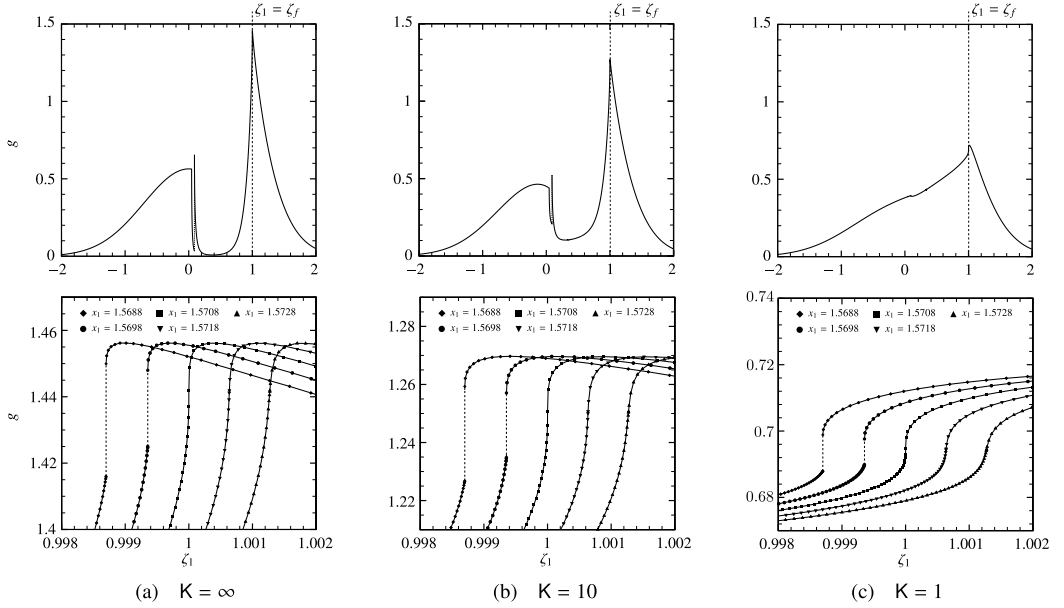 ζ1 = ζf
ζ1 = ζf
ζ1 = ζf
1.5
1
0.5
0
g
−2 −1 0 1 2
1.5
1
0.5
0
−2 −1 0 1 2
1.5
1
0.5
0
−2 −1 0 1 2
x1 = 1.5688 x1 = 1.5708 x1 = 1.5728
x1 = 1.5698 x1 = 1.5718
1.46
1.44
1.42
1.4
g
0.998 0.999 1 1.001 1.002
ζ1
x1 = 1.5688 x1 = 1.5708 x1 = 1.5728
x1 = 1.5698 x1 = 1.5718
1.28
1.26
1.24
1.22
0.998 0.999 1 1.001 1.002
ζ1
x1 = 1.5688 x1 = 1.5708 x1 = 1.5728
x1 = 1.5698 x1 = 1.5718
0.74
0.72
0.7
0.68
0.998 0.999 1 1.001 1.002
ζ1
(a) K = ∞
(b) K = 10
(c) K = 1